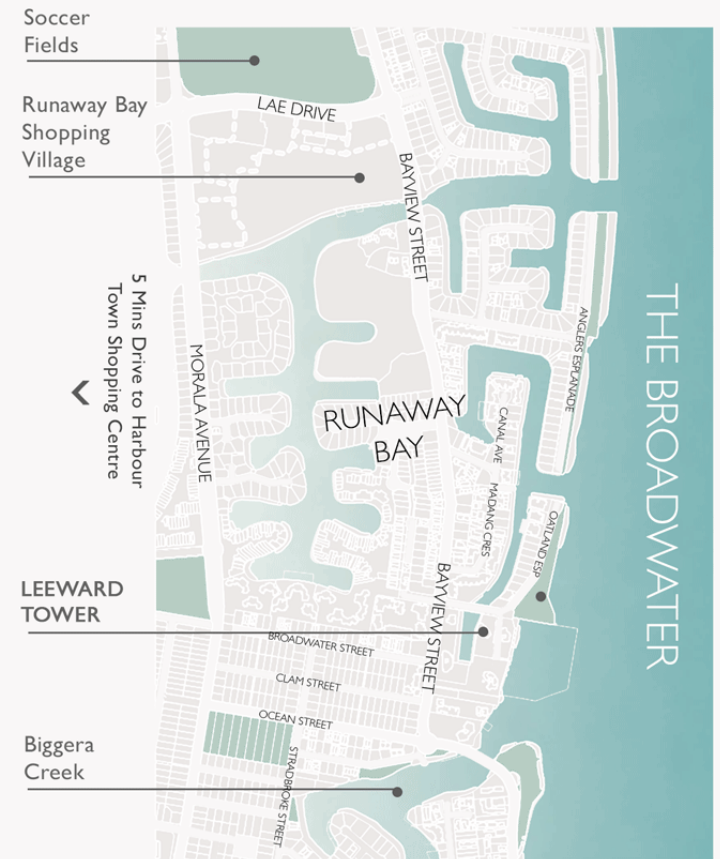 Soccer
Fields
LAE DRIVE
Runaway Bay
Shopping
Village
BAYVIEW STREET
THE BROADWATER
5 Mins Drive to Harbour
Town Shopping Centre
ANGLERS ESPLANADE
MORALA AVENUE
RUNAWAY
BAY
CANAL AVE
MADANG CRES
OATLAND ESP
BAYVIEW STREET
LEEWARD
TOWER
BROADWATER STREET
CLAM STREET
OCEAN STREET
STRADBROKE STREET
Biggera
Creek